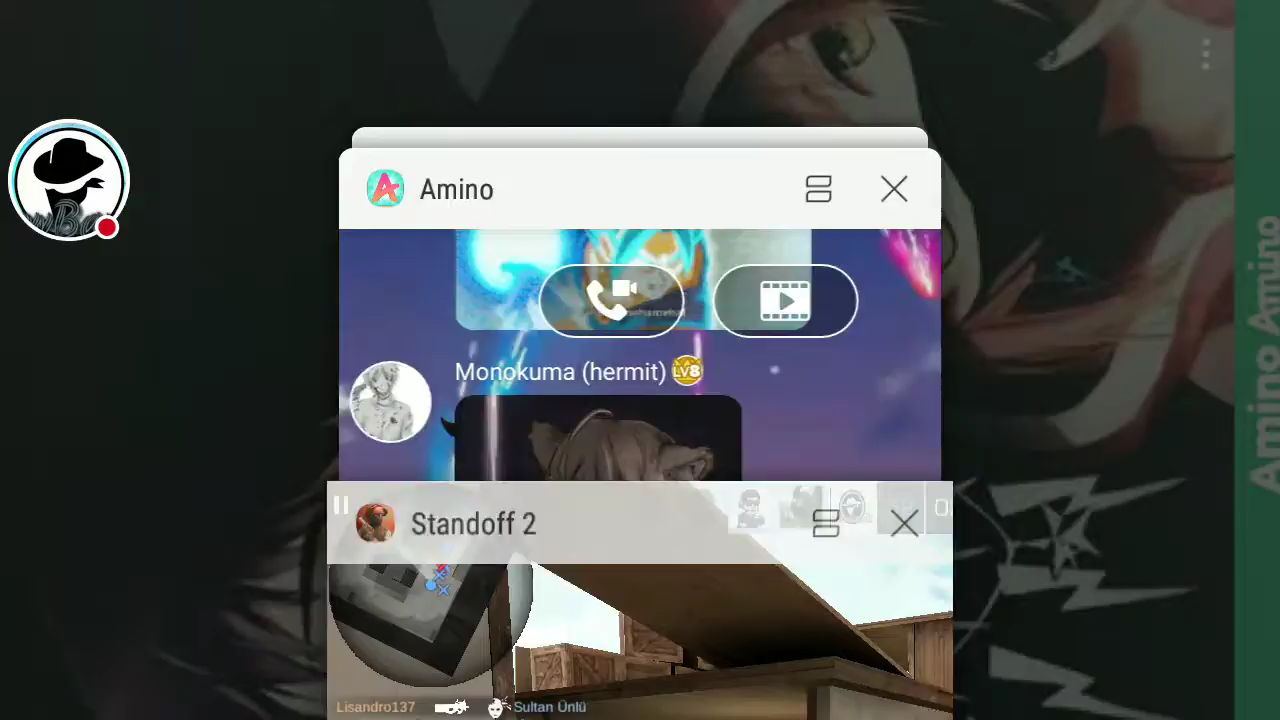 Amino
Monokuma (hermit) LV8
Standoff 2
Lisandro137 Sultan Ünlü
Amino Amino